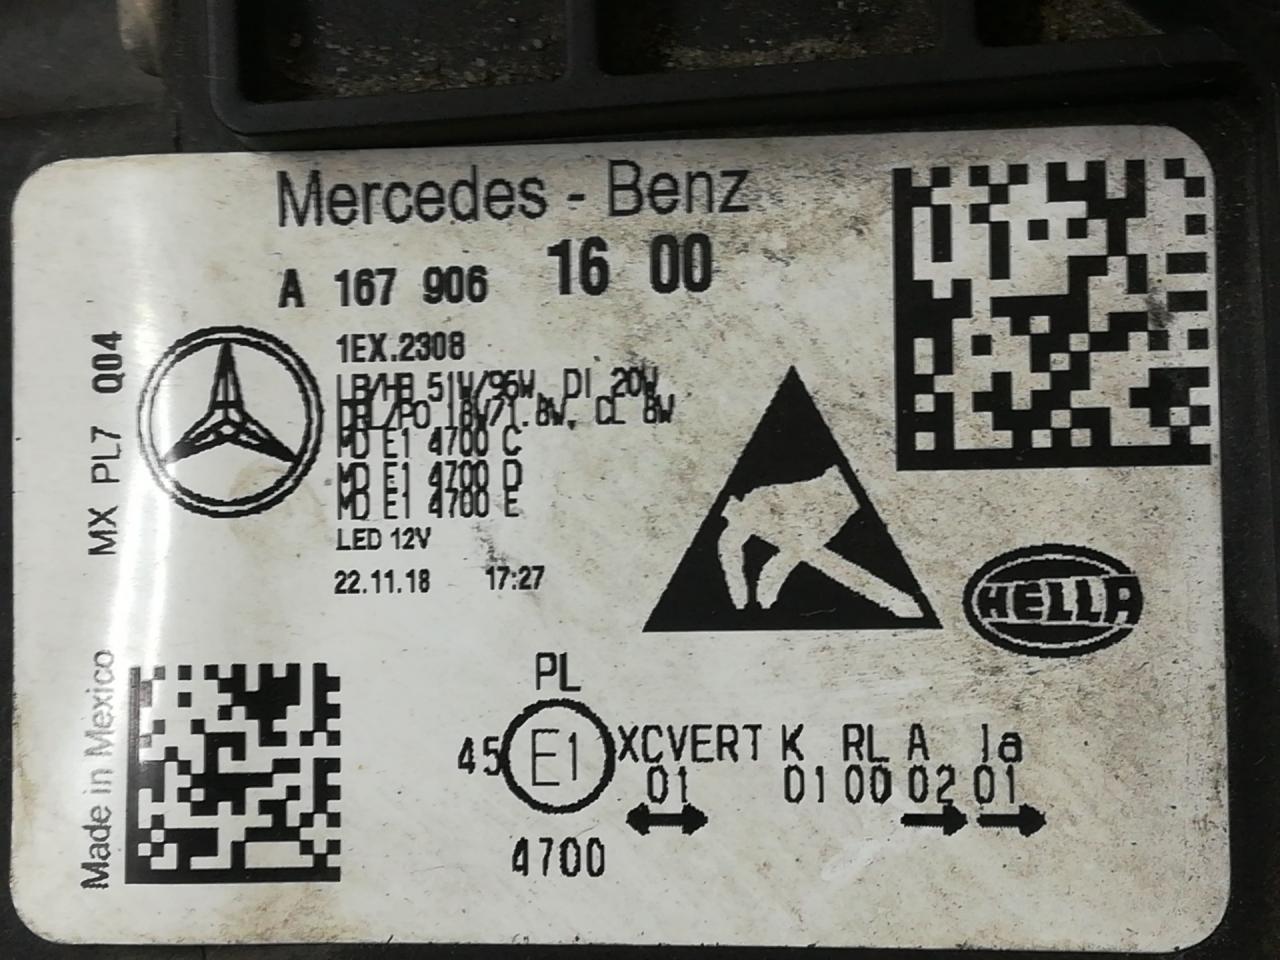 Mercedes - Benz
A 167 906 16 00
1EX.2308
LB/HB 51W/96W, DI 20W
DRL/PO 18W/1.8W, CL 8W
MD E1 4700 C
MD E1 4700 D
MD E1 4700 E
LED 12V
22.11.18 17:27
MX PL7 Q04
Made in Mexico
HELLA
PL
45 E1 XCVERT K RL A Ia
01 01 00 02 01
4700